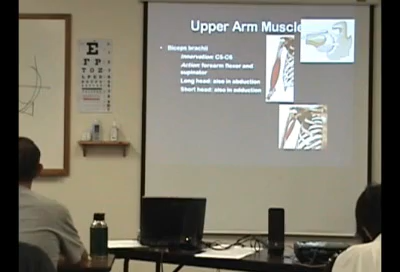 Upper Arm Muscle
• Biceps brachii
Innervation C5-C6
Action: forearm flexor and
supinator
Long head: also in abduction
Short head: also in adduction
E
F P
T O Z
L P E D